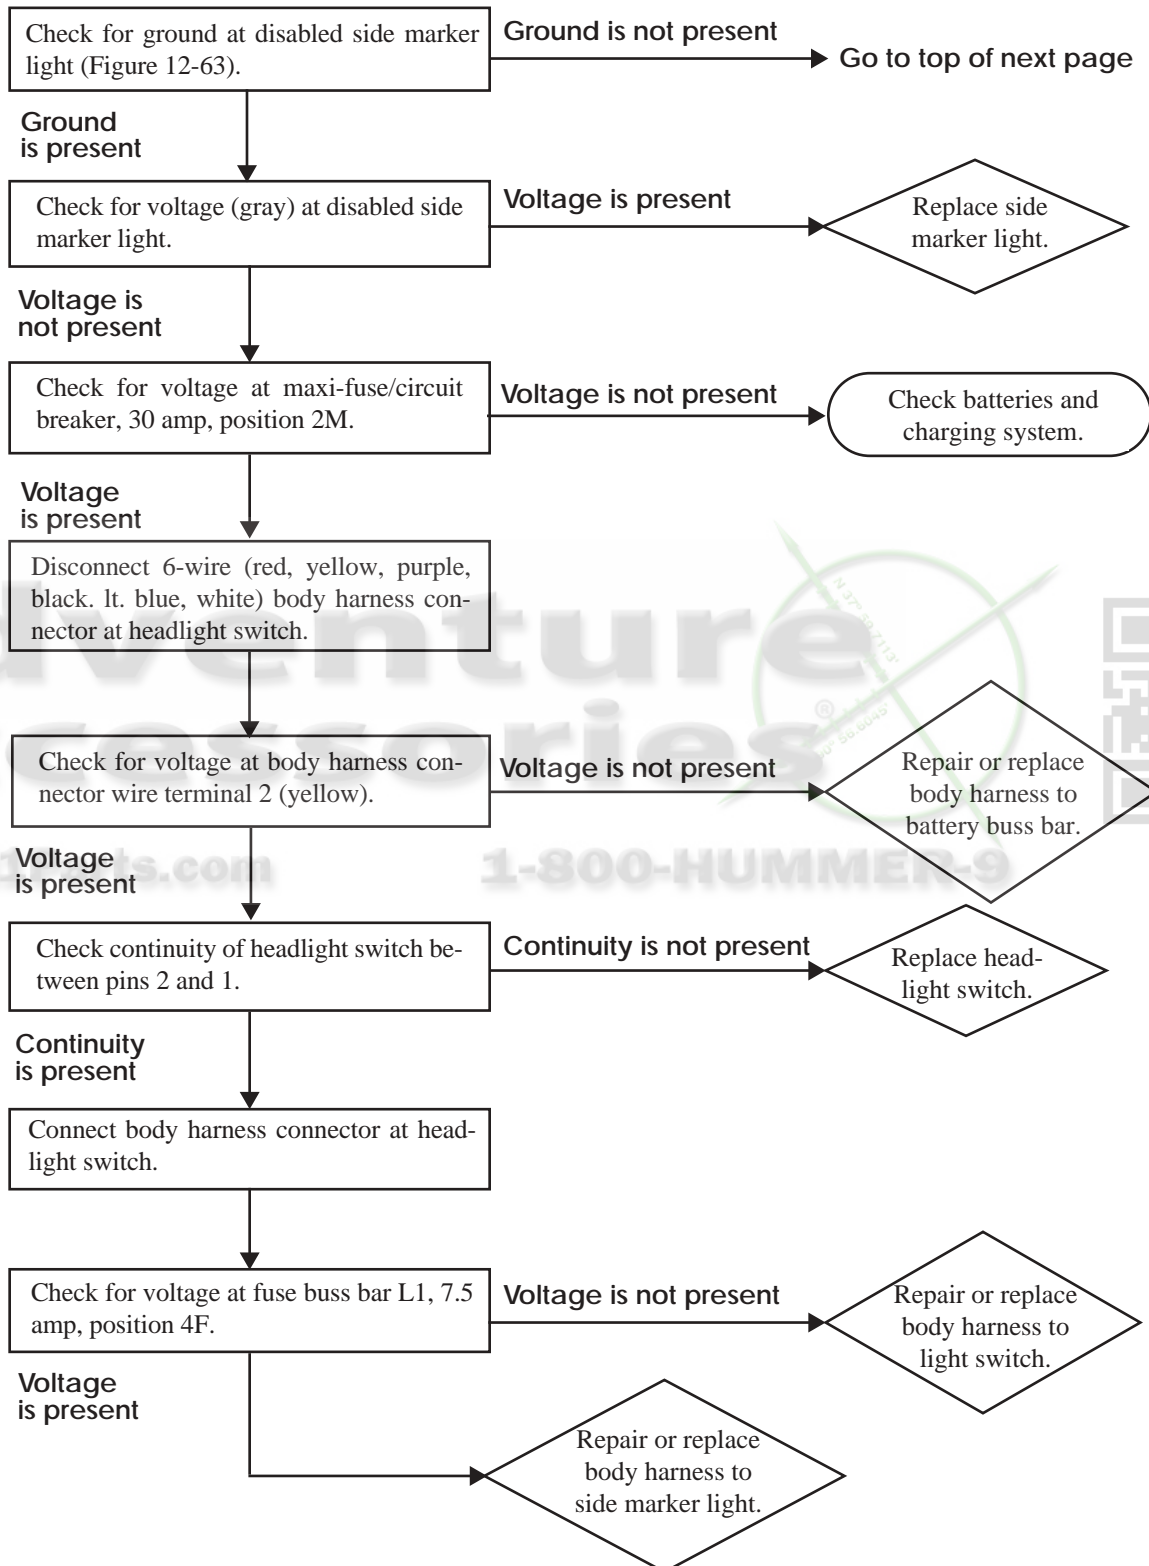 Check for ground at disabled side marker
light (Figure 12-63).
Ground is not present
Go to top of next page
Ground
is present
Check for voltage (gray) at disabled side
marker light.
Voltage is present
Replace side
marker light.
Voltage is
not present
Check for voltage at maxi-fuse/circuit
breaker, 30 amp, position 2M.
Voltage is not present
Check batteries and
charging system.
Voltage
is present
Disconnect 6-wire (red, yellow, purple,
black. lt. blue, white) body harness con-
nector at headlight switch.
dventure
N 37° 39.7113'
cessories
®
56.6045'
Check for voltage at body harness con-
nector wire terminal 2 (yellow).
Voltage is not present
Repair or replace
body harness to
battery buss bar.
Voltage
is present
1Parts.com
1-800-HUMMER-9
Check continuity of headlight switch be-
tween pins 2 and 1.
Continuity is not present
Replace head-
light switch.
Continuity
is present
Connect body harness connector at head-
light switch.
Check for voltage at fuse buss bar L1, 7.5
amp, position 4F.
Voltage is not present
Repair or replace
body harness to
light switch.
Voltage
is present
Repair or replace
body harness to
side marker light.